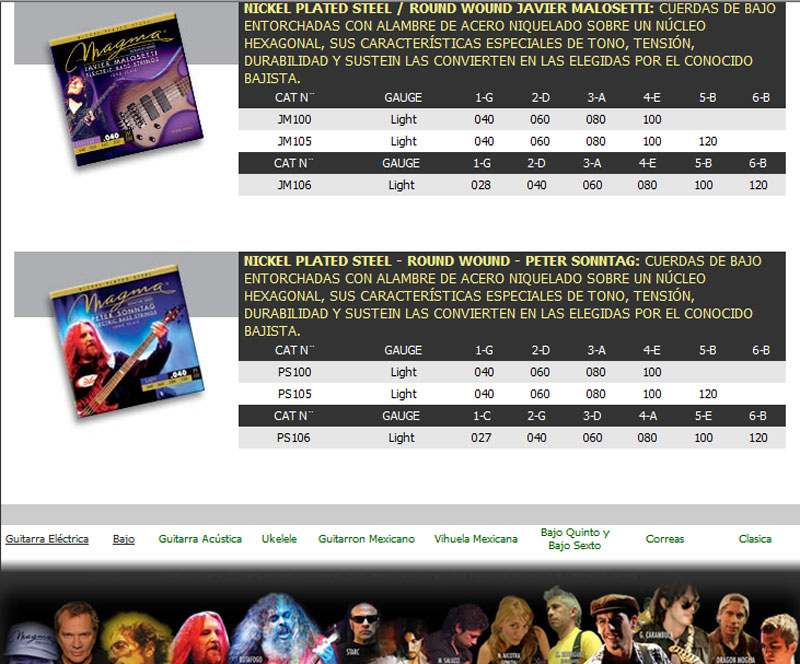 NICKEL PLATED STEEL / ROUND WOUND JAVIER MALOSETTI: CUERDAS DE BAJO
ENTORCHADAS CON ALAMBRE DE ACERO NIQUELADO SOBRE UN NÚCLEO
HEXAGONAL, SUS CARACTERÍSTICAS ESPECIALES DE TONO, TENSIÓN,
DURABILIDAD Y SUSTEIN LAS CONVIERTEN EN LAS ELEGIDAS POR EL CONOCIDO
BAJISTA.
Magma
JAVIER MALOSETTI
ELECTRIC BASS STRINGS
.040
CAT N¨ GAUGE 1-G 2-D 3-A 4-E 5-B 6-B
JM100 Light 040 060 080 100
JM105 Light 040 060 080 100 120
CAT N¨ GAUGE 1-G 2-D 3-A 4-E 5-B 6-B
JM106 Light 028 040 060 080 100 120
NICKEL PLATED STEEL - ROUND WOUND - PETER SONNTAG: CUERDAS DE BAJO
ENTORCHADAS CON ALAMBRE DE ACERO NIQUELADO SOBRE UN NÚCLEO
HEXAGONAL, SUS CARACTERÍSTICAS ESPECIALES DE TONO, TENSIÓN,
DURABILIDAD Y SUSTEIN LAS CONVIERTEN EN LAS ELEGIDAS POR EL CONOCIDO
BAJISTA.
Magma
PETER SONNTAG
ELECTRIC BASS STRINGS
.040
CAT N¨ GAUGE 1-G 2-D 3-A 4-E 5-B 6-B
PS100 Light 040 060 080 100
PS105 Light 040 060 080 100 120
CAT N¨ GAUGE 1-C 2-G 3-D 4-A 5-E 6-B
PS106 Light 027 040 060 080 100 120
Guitarra Eléctrica Bajo Guitarra Acústica Ukelele Guitarron Mexicano Vihuela Mexicana Bajo Quinto y Correas Clasica
Bajo Sexto
Magma
G. CARAMBULA
STARC
BOTAFOGO
DRAGON MOGHA